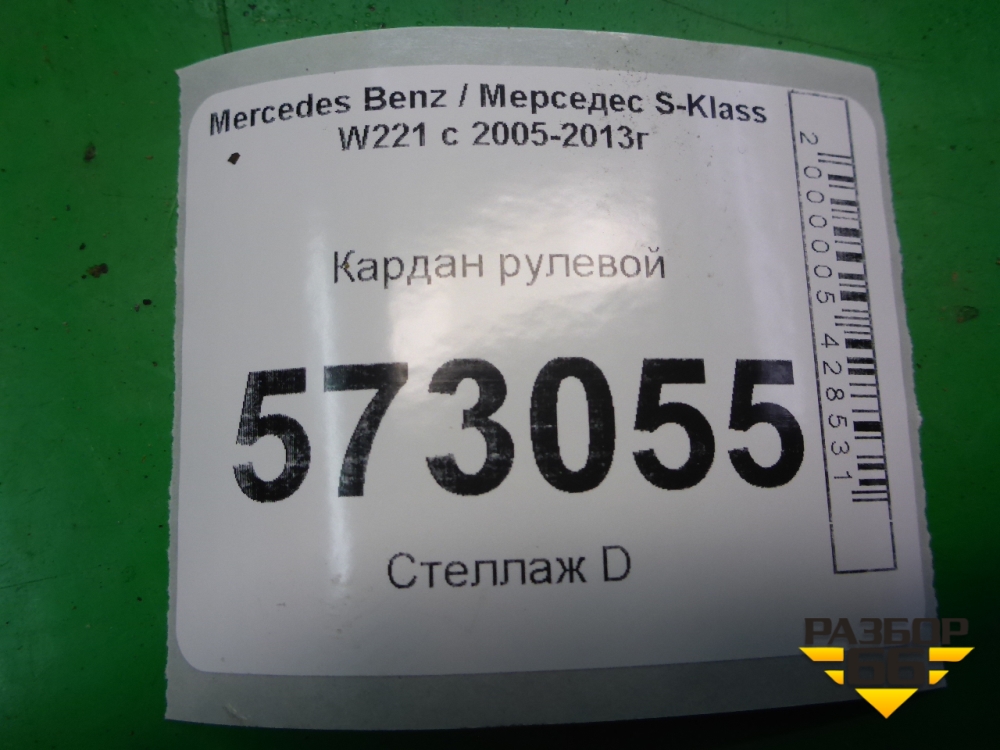 Mercedes Benz / Мерседес S-Klass
W221 с 2005-2013г
Кардан рулевой
573055
Стеллаж D
2000005428531
РАЗБОР
66